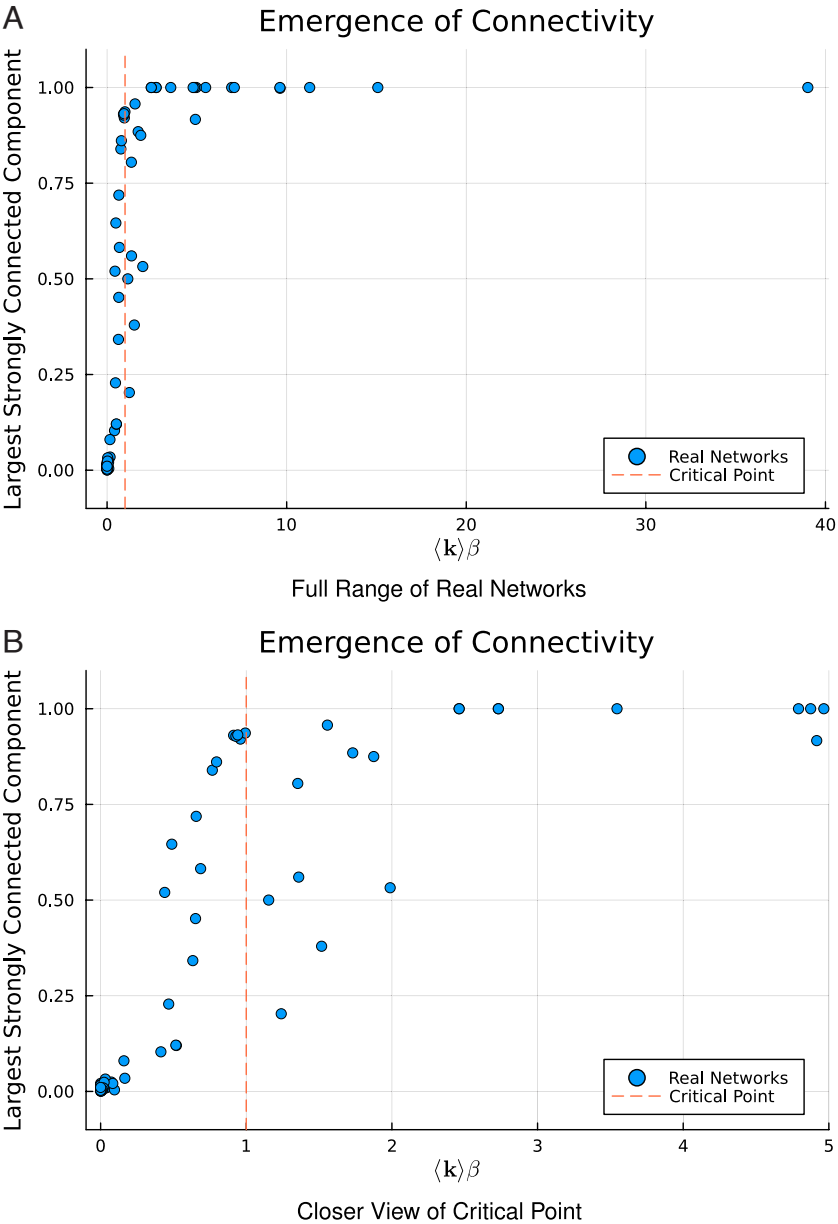 A
Emergence of Connectivity
Largest Strongly Connected Component
1.00
0.75
0.50
0.25
0.00
Real Networks
Critical Point
0 10 20 30 40
⟨k⟩β
Full Range of Real Networks
B
Emergence of Connectivity
Largest Strongly Connected Component
1.00
0.75
0.50
0.25
0.00
Real Networks
Critical Point
0 1 2 3 4 5
⟨k⟩β
Closer View of Critical Point